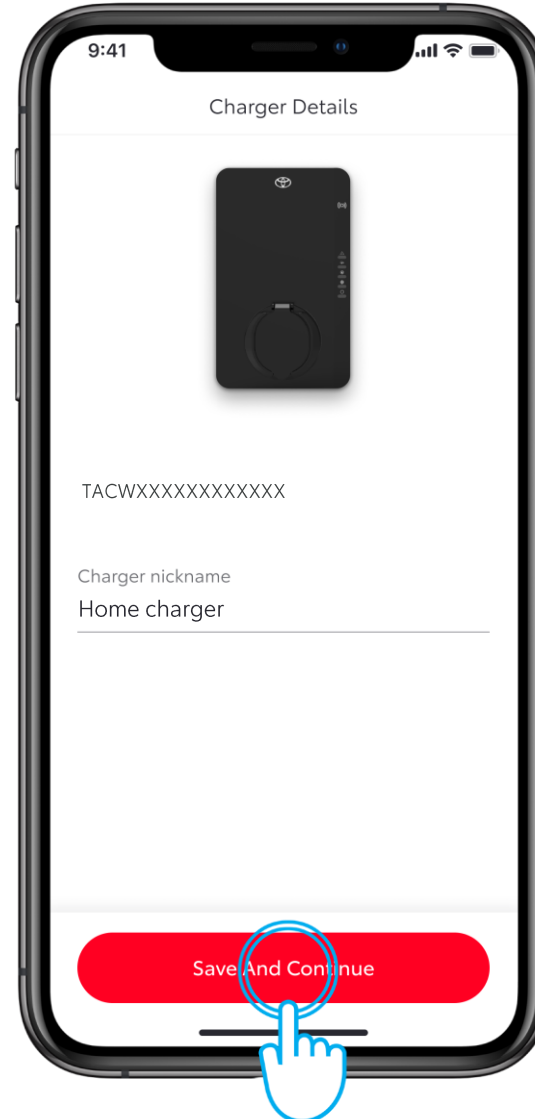 9:41
Charger Details
TACWXXXXXXXXXXXX
Charger nickname
Home charger
Save And Continue